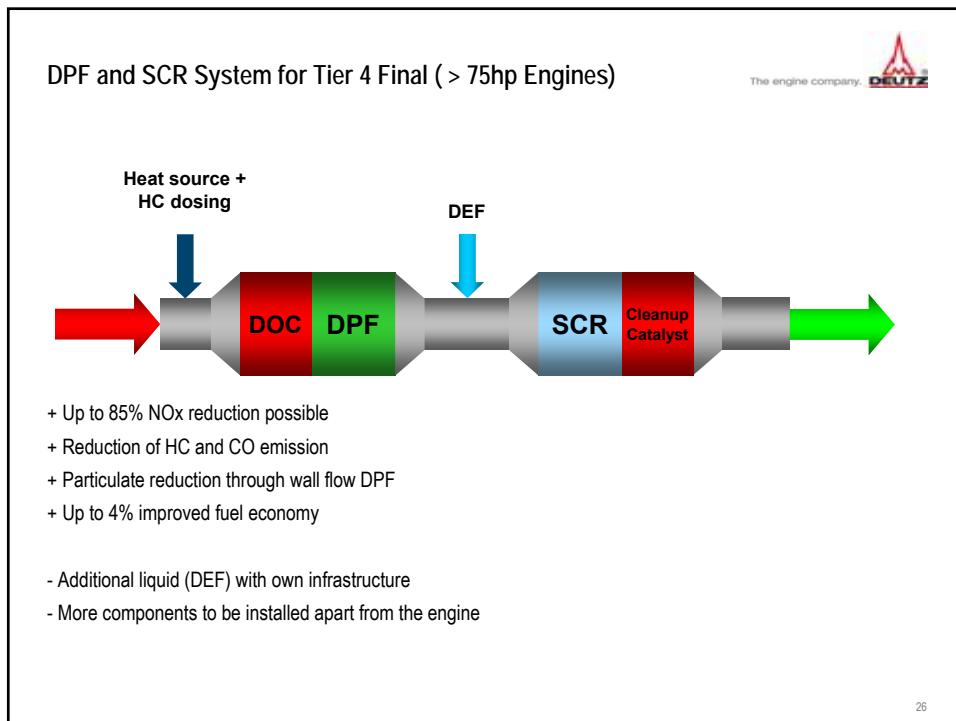 DPF and SCR System for Tier 4 Final ( > 75hp Engines)
The engine company.
DEUTZ
®
Heat source +
HC dosing
DEF
DOC
DPF
SCR
Cleanup
Catalyst
+ Up to 85% NOx reduction possible
+ Reduction of HC and CO emission
+ Particulate reduction through wall flow DPF
+ Up to 4% improved fuel economy
- Additional liquid (DEF) with own infrastructure
- More components to be installed apart from the engine
26